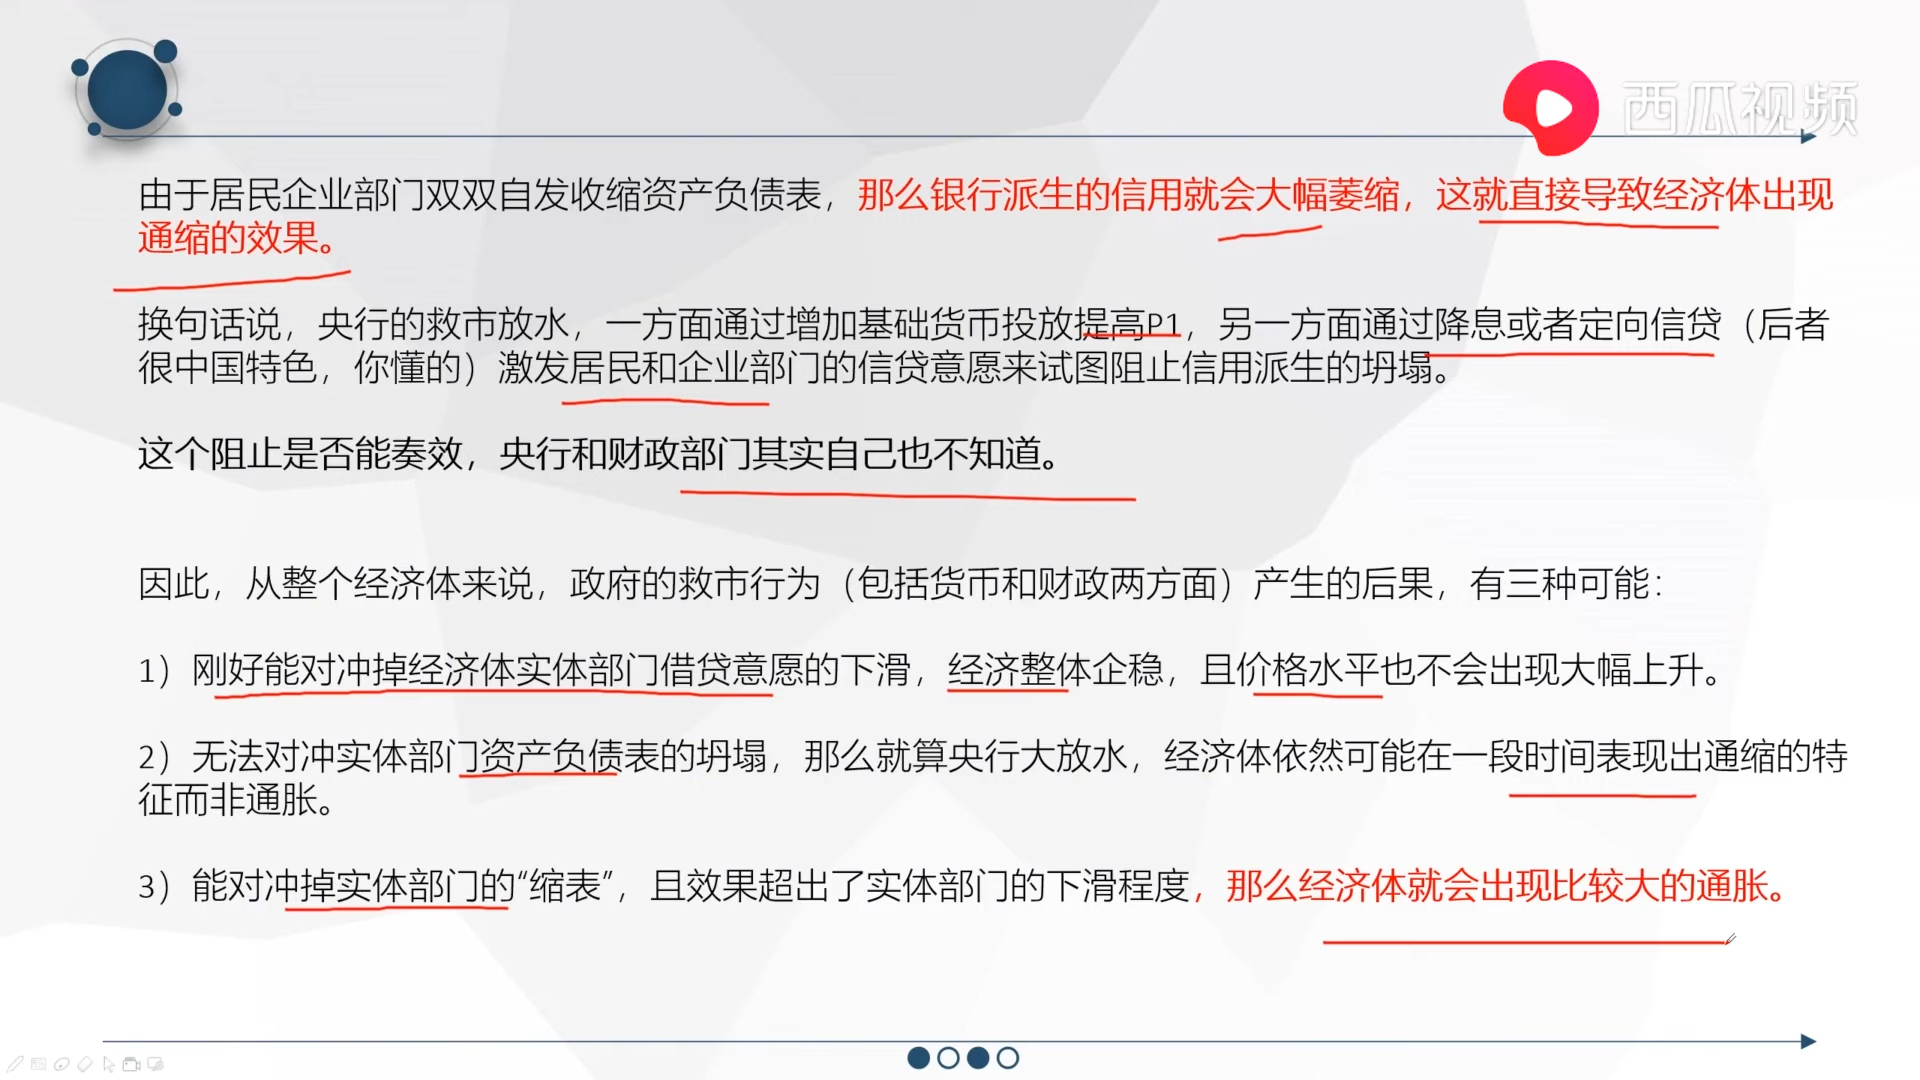 西瓜视频
由于居民企业部门双双自发收缩资产负债表，那么银行派生的信用就会大幅萎缩，这就直接导致经济体出现
通缩的效果。
换句话说，央行的救市放水，一方面通过增加基础货币投放提高P1，另一方面通过降息或者定向信贷（后者
很中国特色，你懂的）激发居民和企业部门的信贷意愿来试图阻止信用派生的坍塌。
这个阻止是否能奏效，央行和财政部门其实自己也不知道。
因此，从整个经济体来说，政府的救市行为（包括货币和财政两方面）产生的后果，有三种可能：
1）刚好能对冲掉经济体实体部门借贷意愿的下滑，经济整体企稳，且价格水平也不会出现大幅上升。
2）无法对冲实体部门资产负债表的坍塌，那么就算央行大放水，经济体依然可能在一段时间表现出通缩的特
征而非通胀。
3）能对冲掉实体部门的“缩表”，且效果超出了实体部门的下滑程度，那么经济体就会出现比较大的通胀。